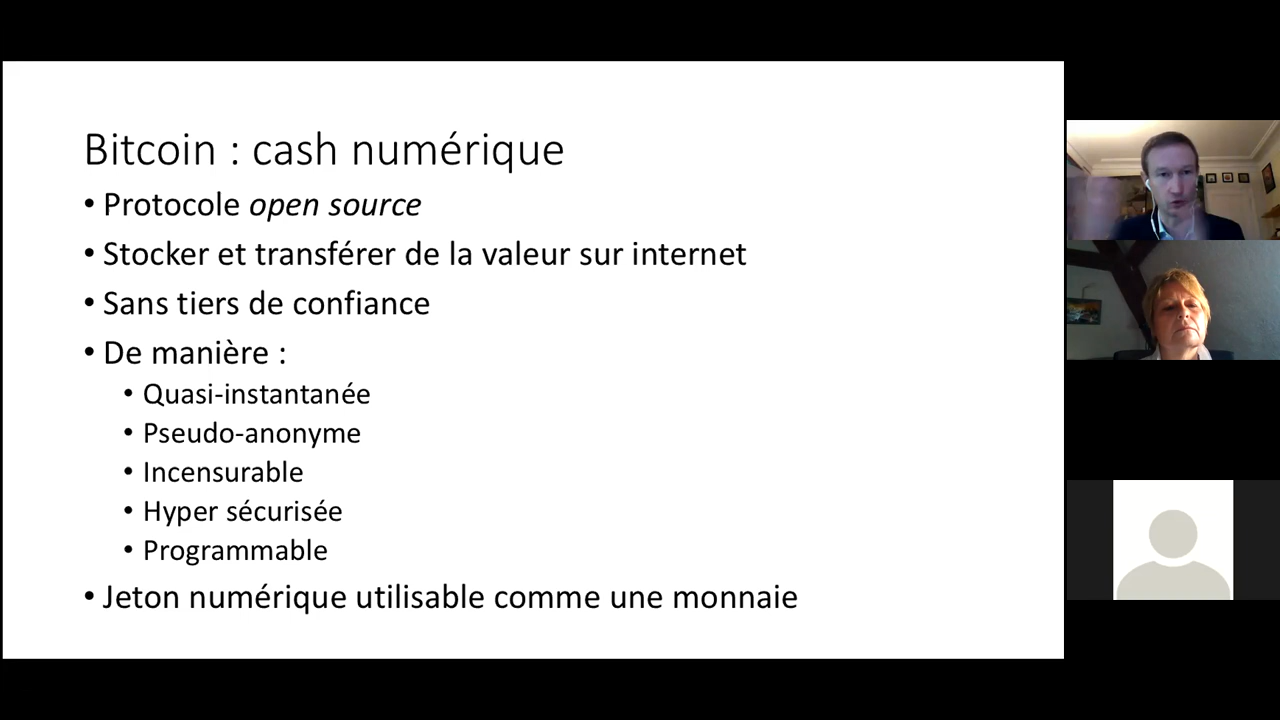 Bitcoin : cash numérique
• Protocole open source
• Stocker et transférer de la valeur sur internet
• Sans tiers de confiance
• De manière :
• Quasi-instantanée
• Pseudo-anonyme
• Incensurable
• Hyper sécurisée
• Programmable
• Jeton numérique utilisable comme une monnaie